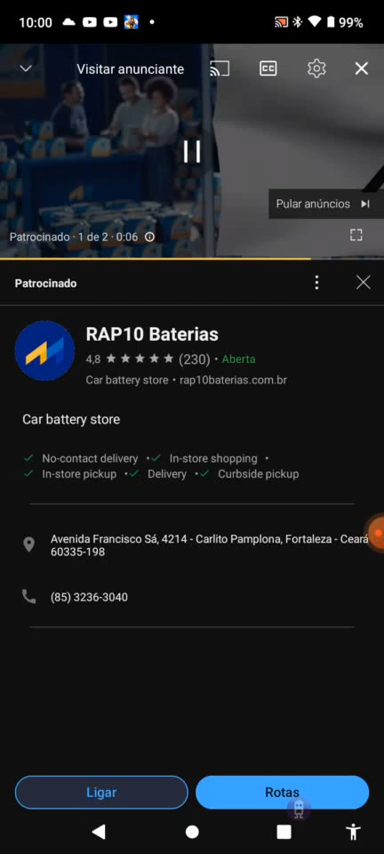 10:00
99%
Visitar anunciante
CC
Pular anúncios
Patrocinado · 1 de 2 · 0:06
Patrocinado
RAP10 Baterias
4,8 ★★★★★ (230) · Aberta
Car battery store • rap10baterias.com.br
Car battery store
✓ No-contact delivery • ✓ In-store shopping •
✓ In-store pickup • ✓ Delivery • ✓ Curbside pickup
Avenida Francisco Sá, 4214 - Carlito Pamplona, Fortaleza - Ceará
60335-198
(85) 3236-3040
Ligar
Rotas